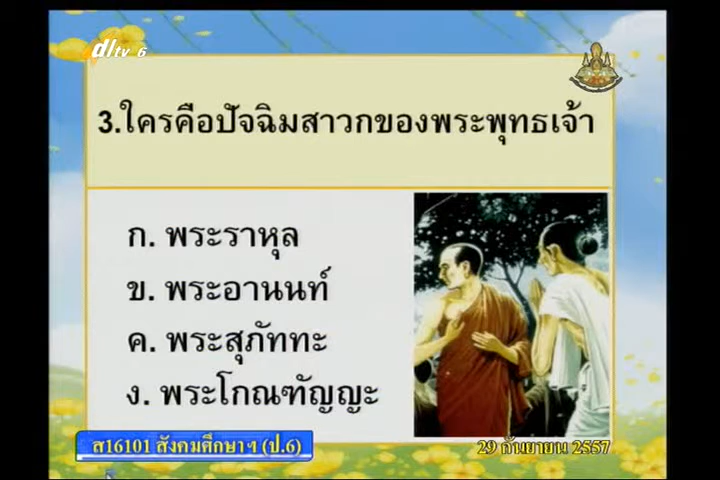 dltv 6
3.ใครคือปัจฉิมสาวกของพระพุทธเจ้า
ก. พระราหุล
ข. พระอานนท์
ค. พระสุภัททะ
ง. พระโกณฑัญญะ
ส16101 สังคมศึกษาฯ (ป.6)
29 กันยายน 2557